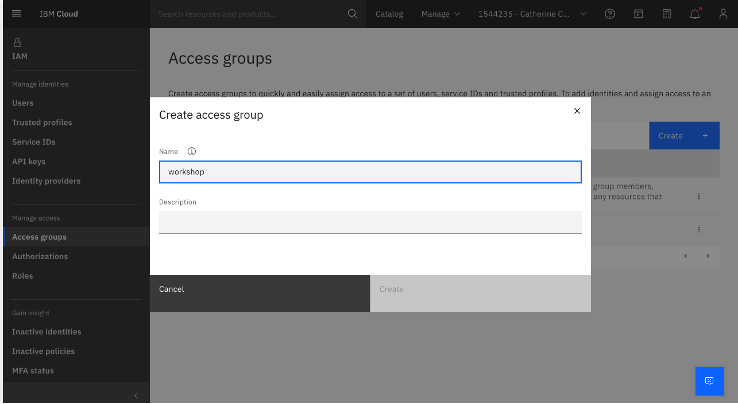 IBM Cloud
Search resources and products...
Catalog
Manage
1544235 - Catherine C...
IAM
Manage identities
Users
Trusted profiles
Service IDs
API keys
Identity providers
Manage access
Access groups
Authorizations
Roles
Gain insight
Inactive identities
Inactive policies
MFA status
Access groups
Create access groups to quickly and easily assign access to a set of users, service IDs and trusted profiles. To add identities and assign access to an
Create +
group members,
any resources that
Create access group
Name
workshop
Description
Cancel
Create